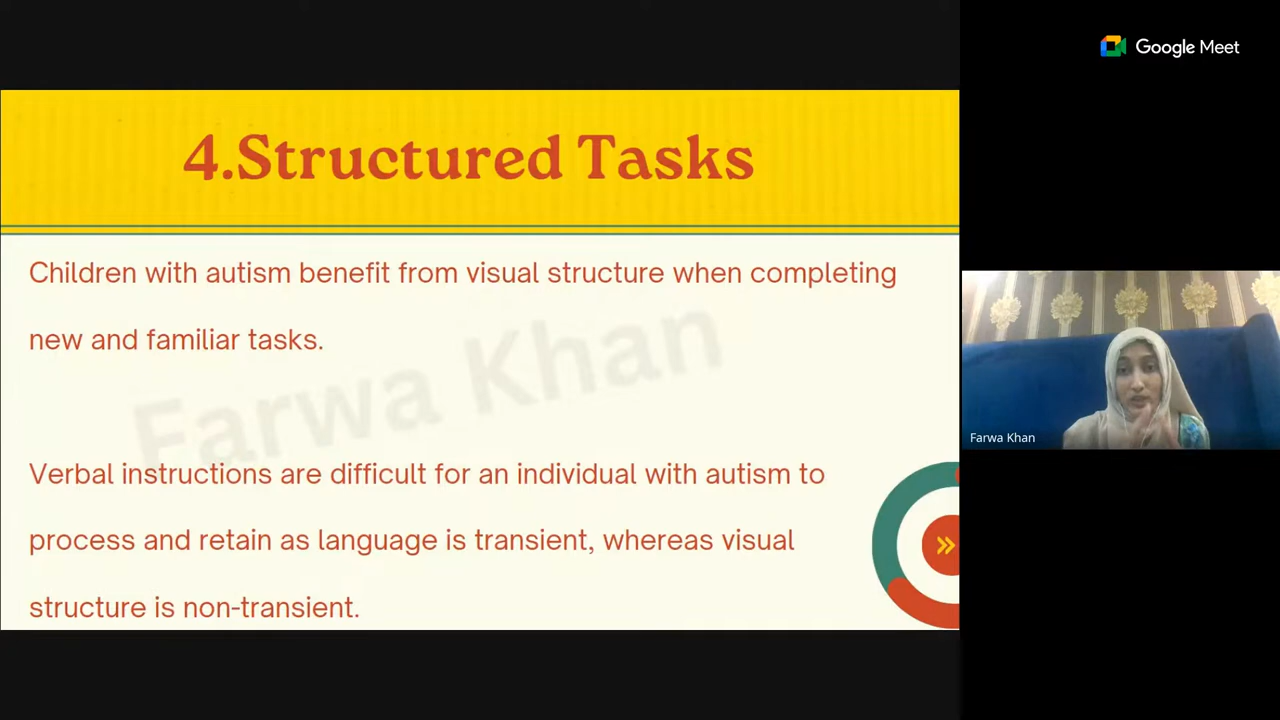 Google Meet
4.Structured Tasks
Children with autism benefit from visual structure when completing
new and familiar tasks.
Farwa Khan
Verbal instructions are difficult for an individual with autism to
process and retain as language is transient, whereas visual
structure is non-transient.
Farwa Khan